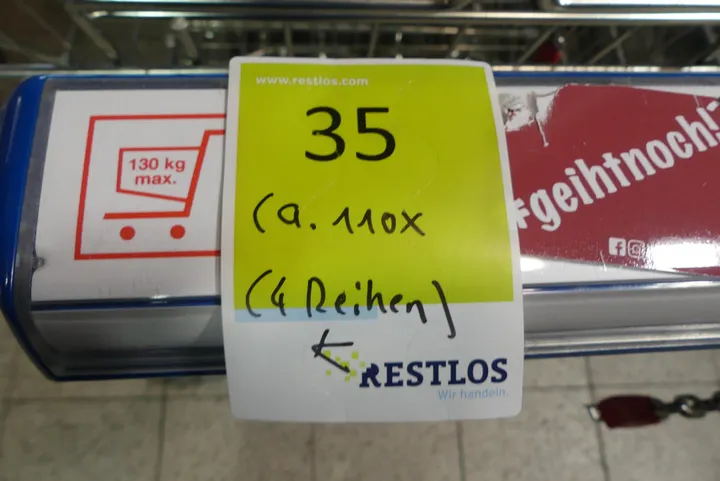 www.restlos.com
35
Ca. 110x
(4 Reihen)
RESTLOS
Wir handeln.
130 kg
max.
#geihtnoch!